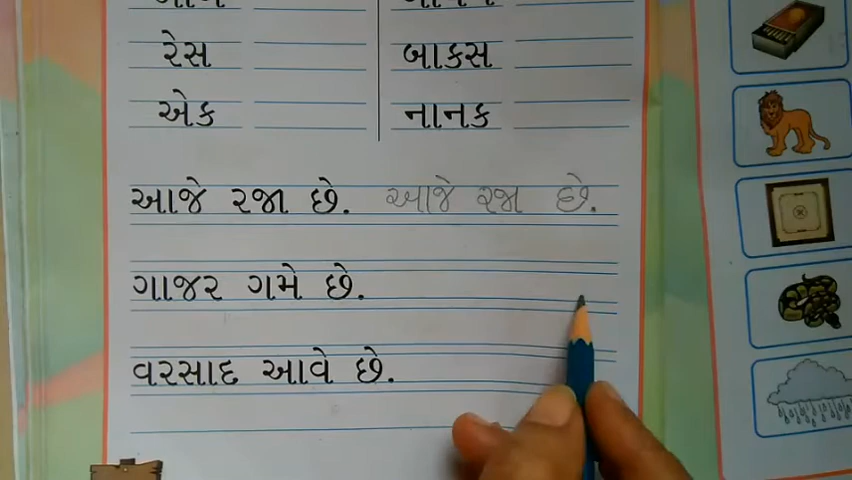 રેસ બાકસ
એક નાનક
આજે રજા છે. આજે રજા છે.
ગાજર ગમે છે.
વરસાદ આવે છે.